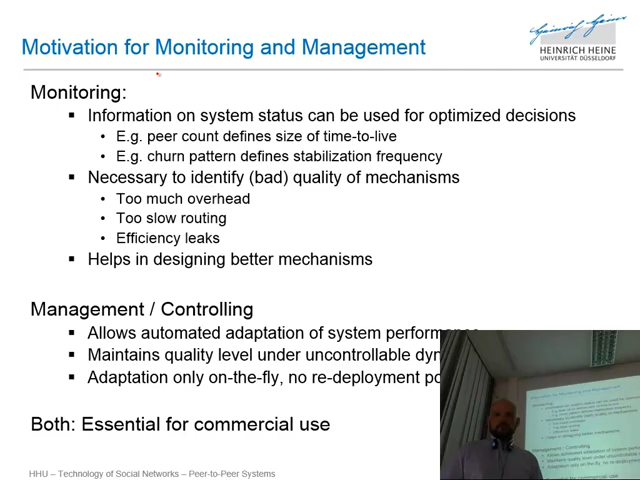 Motivation for Monitoring and Management
HEINRICH HEINE
UNIVERSITÄT DÜSSELDORF
Monitoring:
▪ Information on system status can be used for optimized decisions
• E.g. peer count defines size of time-to-live
• E.g. churn pattern defines stabilization frequency
▪ Necessary to identify (bad) quality of mechanisms
• Too much overhead
• Too slow routing
• Efficiency leaks
▪ Helps in designing better mechanisms
Management / Controlling
▪ Allows automated adaptation of system performance
▪ Maintains quality level under uncontrollable
▪ Adaptation only on-the-fly, no re-deployment
Both: Essential for commercial use
HHU – Technology of Social Networks – Peer-to-Peer Systems